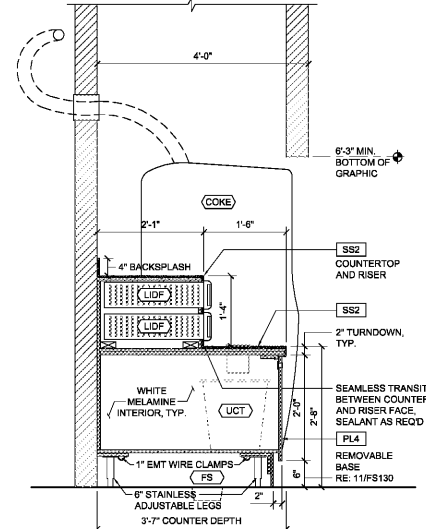 4'-0"
6'-3" MIN.
BOTTOM OF
GRAPHIC
COKE
2'-1"
1'-6"
SS2
COUNTERTOP
AND RISER
4" BACKSPLASH
LIDF
1'-4"
SS2
LIDF
2" TURNDOWN,
TYP.
WHITE
MELAMINE
INTERIOR, TYP.
UCT
2'-0"
2'-8"
SEAMLESS TRANSIT
BETWEEN COUNTER
AND RISER FACE,
SEALANT AS REQ'D
PL4
REMOVABLE
BASE
RE: 11/FS130
1" EMT WIRE CLAMPS
FS
6"
6" STAINLESS
ADJUSTABLE LEGS
2"
3'-7" COUNTER DEPTH